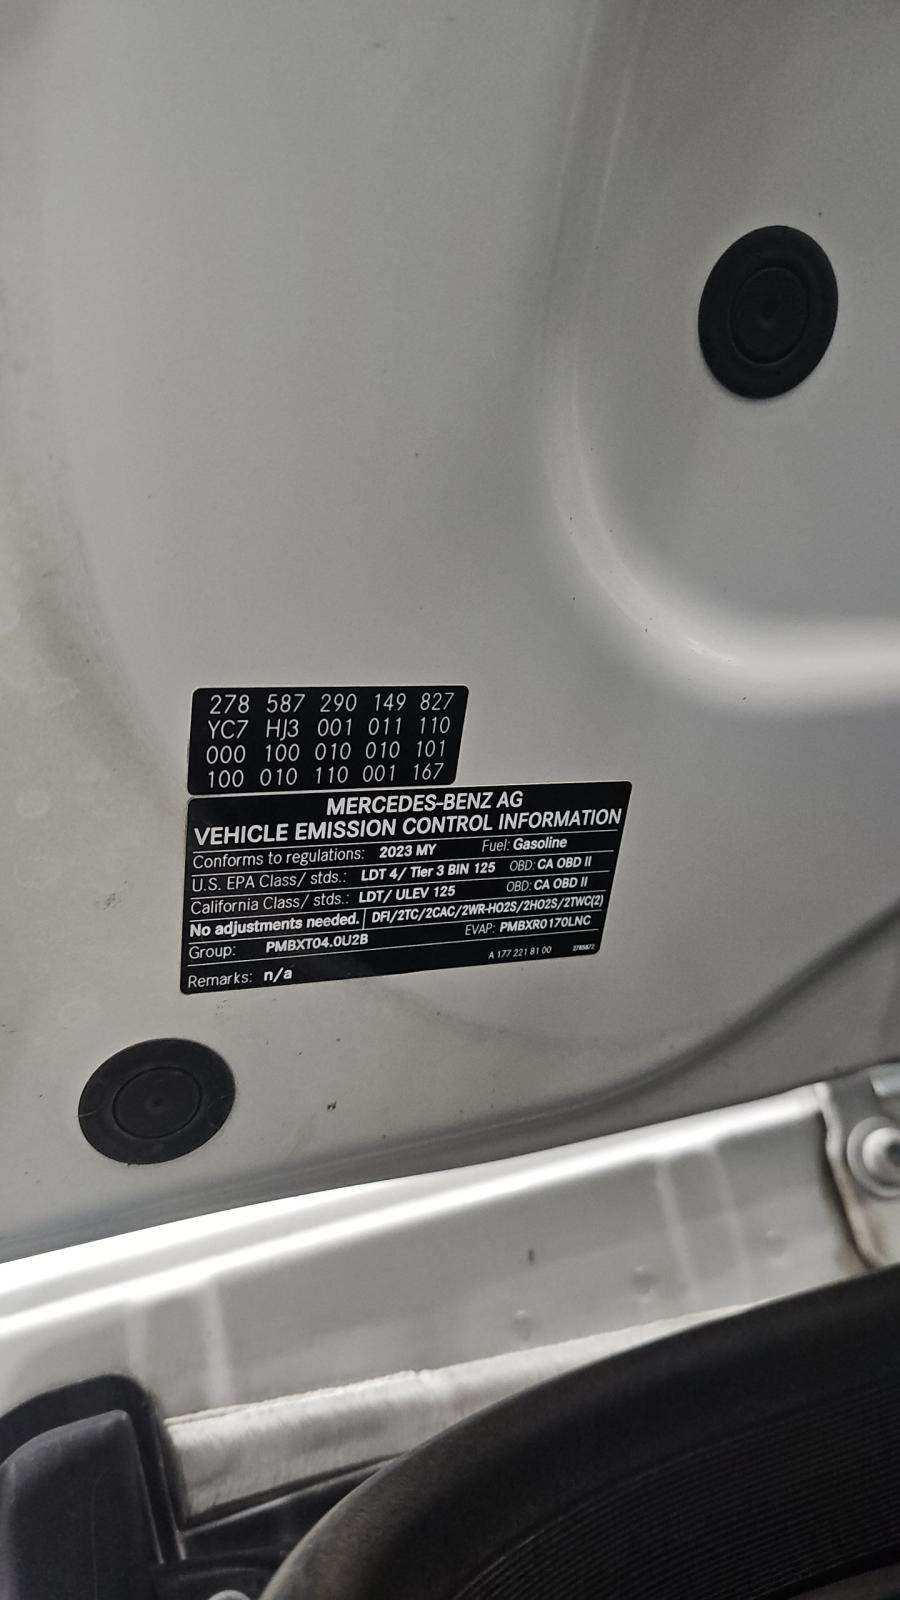 278 587 290 149 827
YC7 HJ3 001 011 110
000 100 010 010 101
100 010 110 001 167
MERCEDES-BENZ AG
VEHICLE EMISSION CONTROL INFORMATION
Conforms to regulations: 2023 MY Fuel: Gasoline
U.S. EPA Class/ stds.: LDT 4/ Tier 3 BIN 125 OBD: CA OBD II
California Class/ stds.: LDT/ ULEV 125 OBD: CA OBD II
No adjustments needed. DFI/2TC/2CAC/2WR-HO2S/2HO2S/2TWC(2)
Group: PMBXT04.0U2B EVAP: PMBXR0170LNC
Remarks: n/a A 177 221 81 00